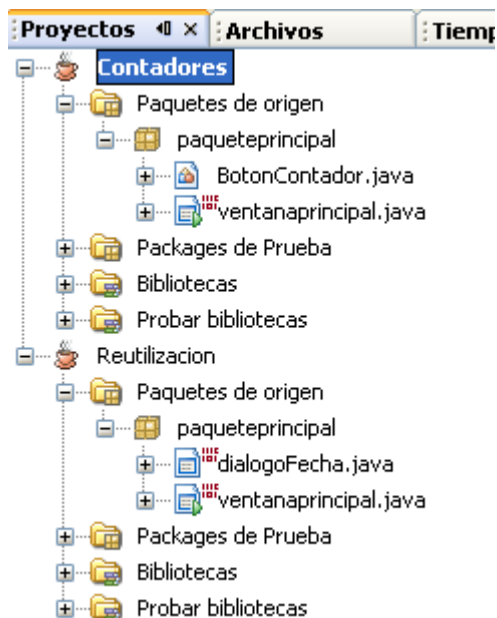 Proyectos Archivos Tiemp
Contadores
Paquetes de origen
paqueteprincipal
BotonContador.java
ventanaprincipal.java
Packages de Prueba
Bibliotecas
Probar bibliotecas
Reutilizacion
Paquetes de origen
paqueteprincipal
dialogoFecha.java
ventanaprincipal.java
Packages de Prueba
Bibliotecas
Probar bibliotecas